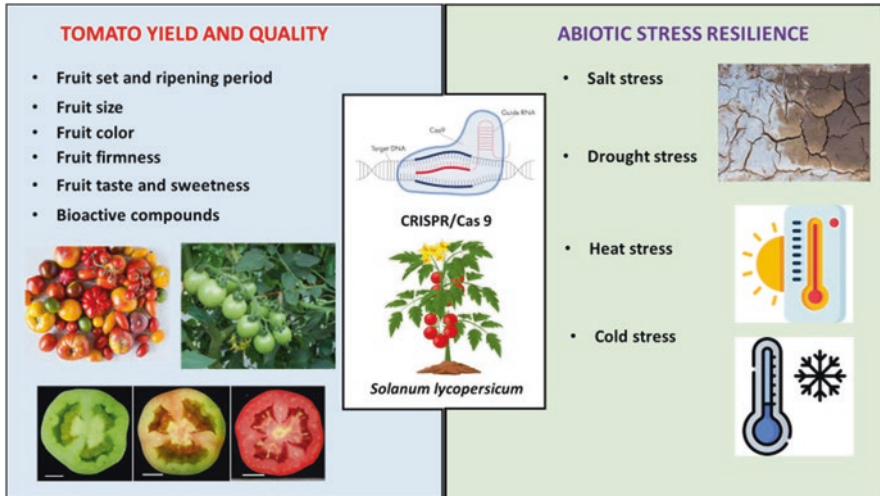 TOMATO YIELD AND QUALITY
• Fruit set and ripening period
• Fruit size
• Fruit color
• Fruit firmness
• Fruit taste and sweetness
• Bioactive compounds
Guide RNA
Cas9
Target DNA
CRISPR/Cas 9
Solanum lycopersicum
ABIOTIC STRESS RESILIENCE
• Salt stress
• Drought stress
• Heat stress
• Cold stress